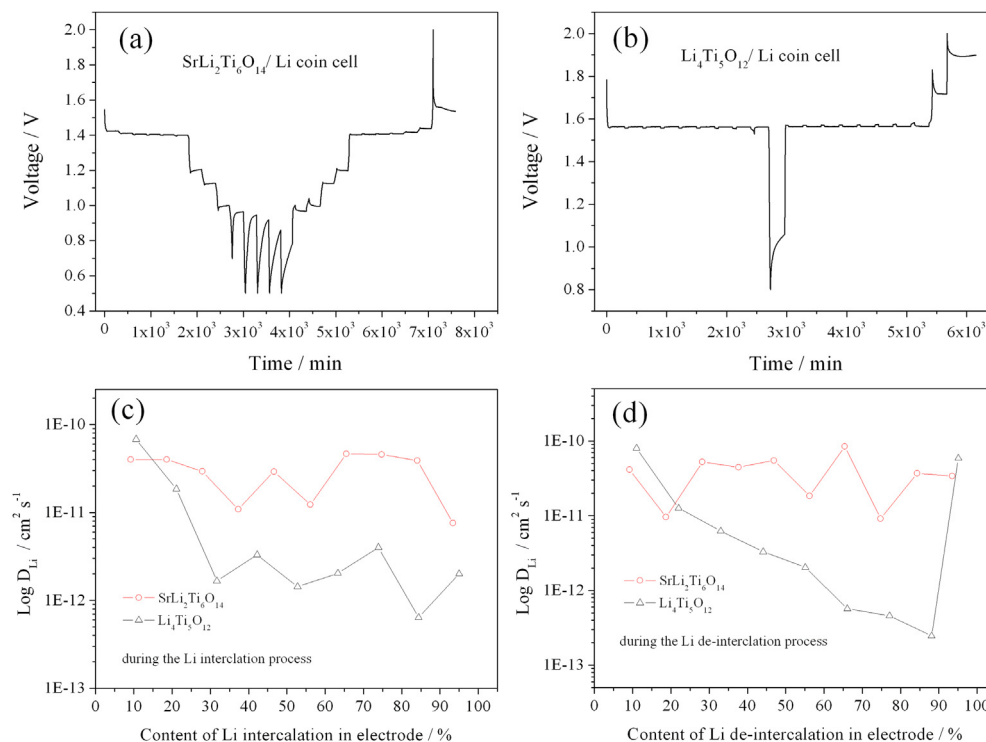 (a)
SrLi₂Ti₆O₁₄/ Li coin cell
Voltage / V
2.0
1.8
1.6
1.4
1.2
1.0
0.8
0.6
0.4
0
1x10³
2x10³
3x10³
4x10³
5x10³
6x10³
7x10³
8x10³
Time / min
(b)
Li₄Ti₅O₁₂/ Li coin cell
Voltage / V
2.0
1.8
1.6
1.4
1.2
1.0
0.8
0
1x10³
2x10³
3x10³
4x10³
5x10³
6x10³
Time / min
(c)
Log D_Li / cm² s⁻¹
1E-10
1E-11
1E-12
1E-13
SrLi₂Ti₆O₁₄
Li₄Ti₅O₁₂
during the Li interclation process
0 10 20 30 40 50 60 70 80 90 100
Content of Li intercalation in electrode / %
(d)
Log D_Li / cm² s⁻¹
1E-10
1E-11
1E-12
1E-13
SrLi₂Ti₆O₁₄
Li₄Ti₅O₁₂
during the Li de-interclation process
0 10 20 30 40 50 60 70 80 90 100
Content of Li de-intercalation in electrode / %